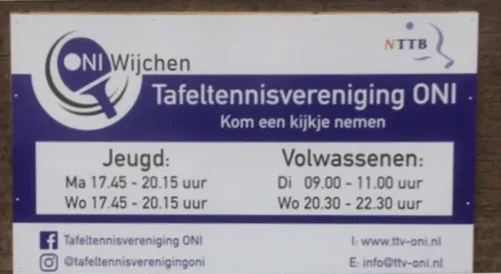 ONI Wijchen
NTTB
Tafeltennisvereniging ONI
Kom een kijkje nemen
Jeugd:
Ma 17.45 - 20.15 uur
Wo 17.45 - 20.15 uur
Volwassenen:
Di 09.00 - 11.00 uur
Wo 20.30 - 22.30 uur
Tafeltennisvereniging ONI
@tafeltennisverenigingoni
I: www.ttv-oni.nl
E: info@ttv-oni.nl